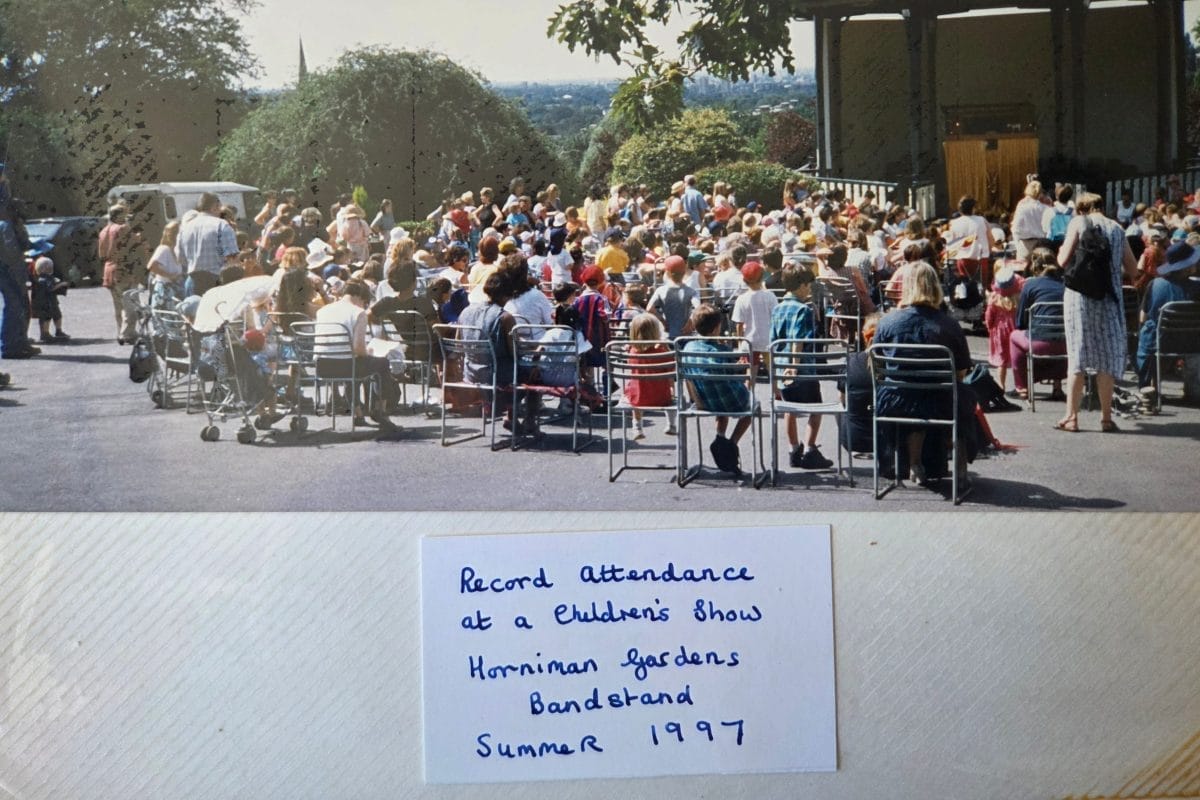 Record Attendance
at a Children's Show
Horniman Gardens
Bandstand
Summer 1997